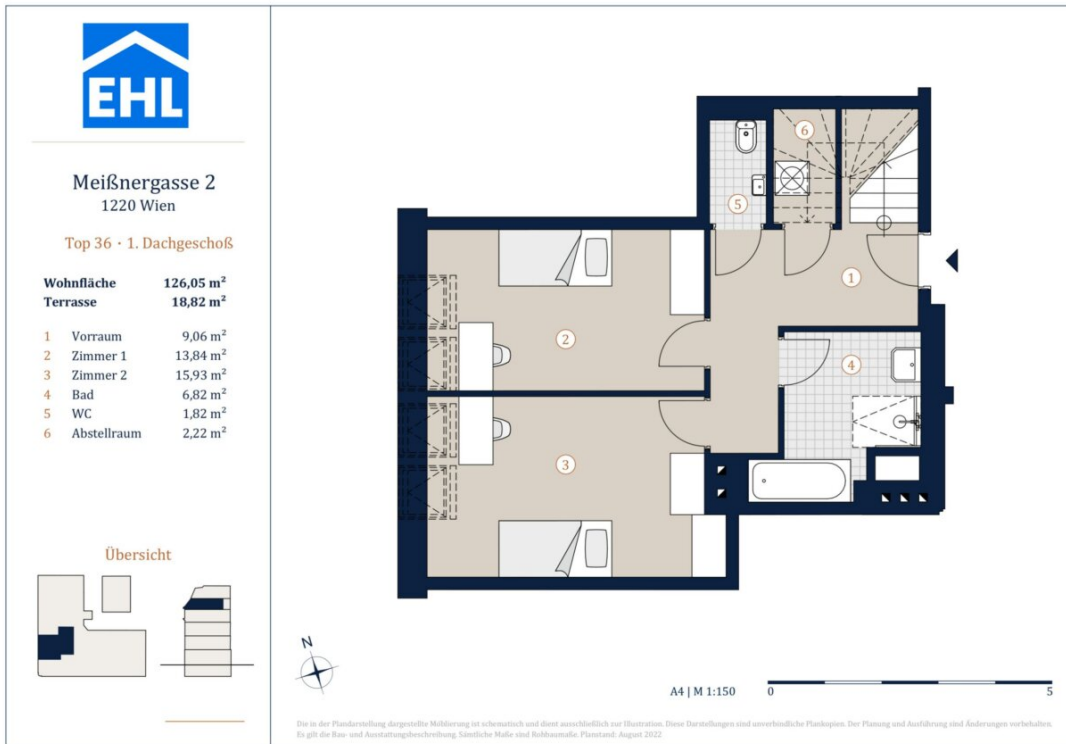 EHL
Meißnergasse 2
1220 Wien
Top 36 · 1. Dachgeschoß
Wohnfläche 126,05 m²
Terrasse 18,82 m²
1 Vorraum 9,06 m²
2 Zimmer 1 13,84 m²
3 Zimmer 2 15,93 m²
4 Bad 6,82 m²
5 WC 1,82 m²
6 Abstellraum 2,22 m²
Übersicht
6
5
1
2
4
3
N
A4 | M 1:150 0 5
Die in der Plandarstellung dargestellte Möblierung ist schematisch und dient ausschließlich zur Illustration. Diese Darstellungen sind unverbindliche Plankopien. Der Planung und Ausführung sind Änderungen vorbehalten.
Es gilt die Bau- und Ausstattungsbeschreibung. Sämtliche Maße sind Rohbaumaße. Planstand: August 2022